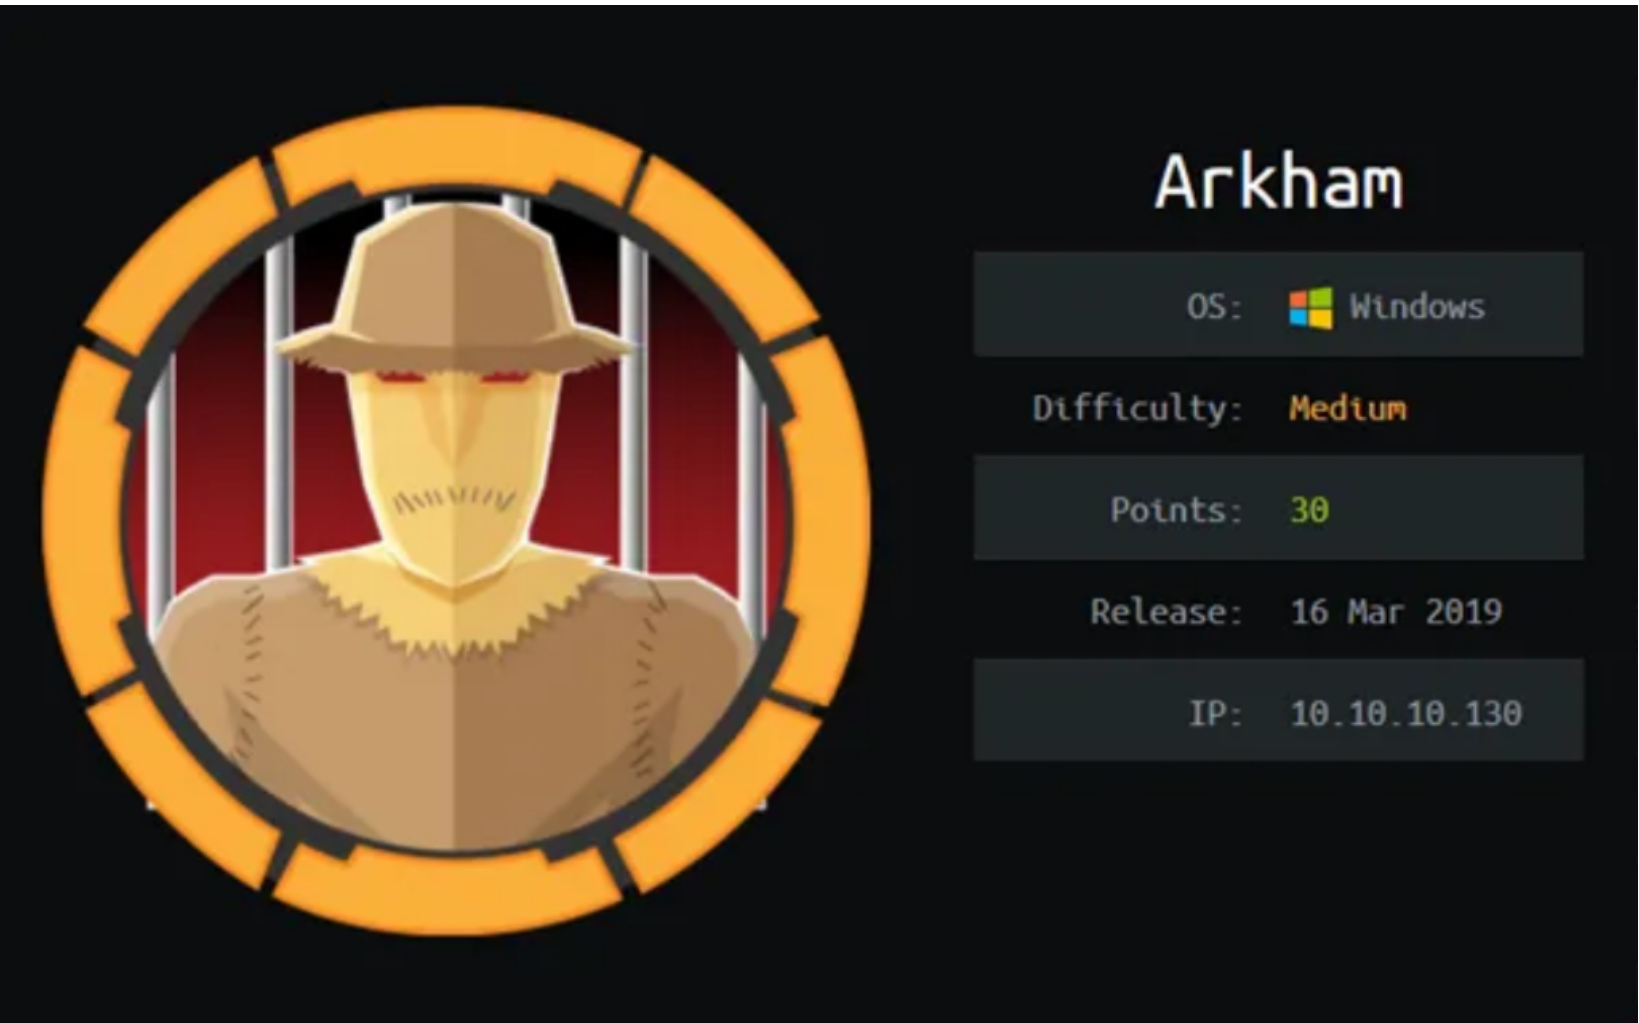 Arkham
OS: Windows
Difficulty: Medium
Points: 30
Release: 16 Mar 2019
IP: 10.10.10.130